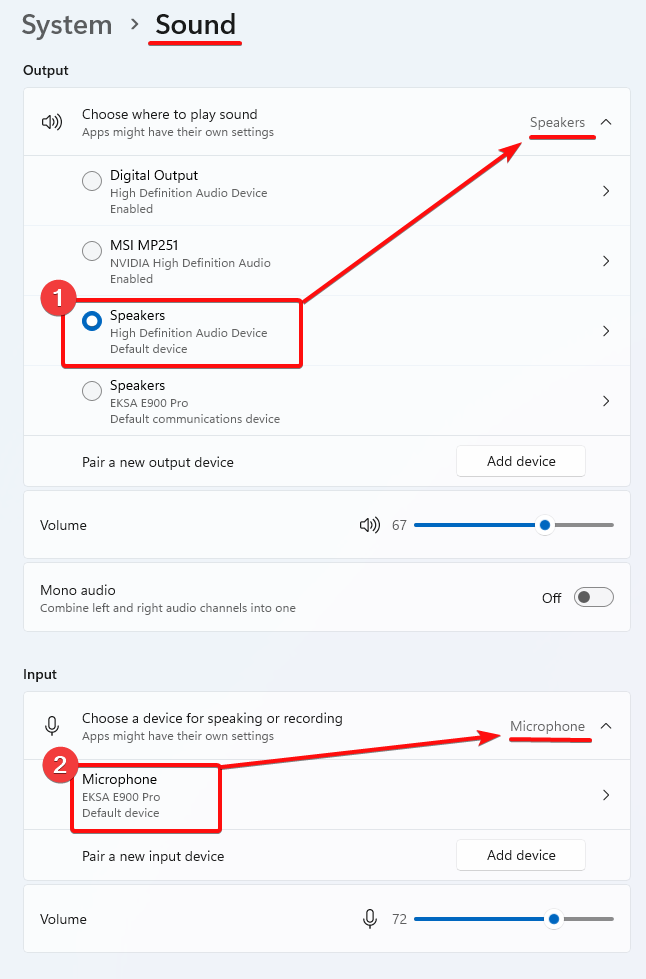 System > Sound
Output
Choose where to play sound
Apps might have their own settings
Speakers
Digital Output
High Definition Audio Device
Enabled
MSI MP251
NVIDIA High Definition Audio
Enabled
1
Speakers
High Definition Audio Device
Default device
Speakers
EKSA E900 Pro
Default communications device
Pair a new output device
Add device
Volume
67
Mono audio
Combine left and right audio channels into one
Off
Input
Choose a device for speaking or recording
Apps might have their own settings
Microphone
2
Microphone
EKSA E900 Pro
Default device
Pair a new input device
Add device
Volume
72